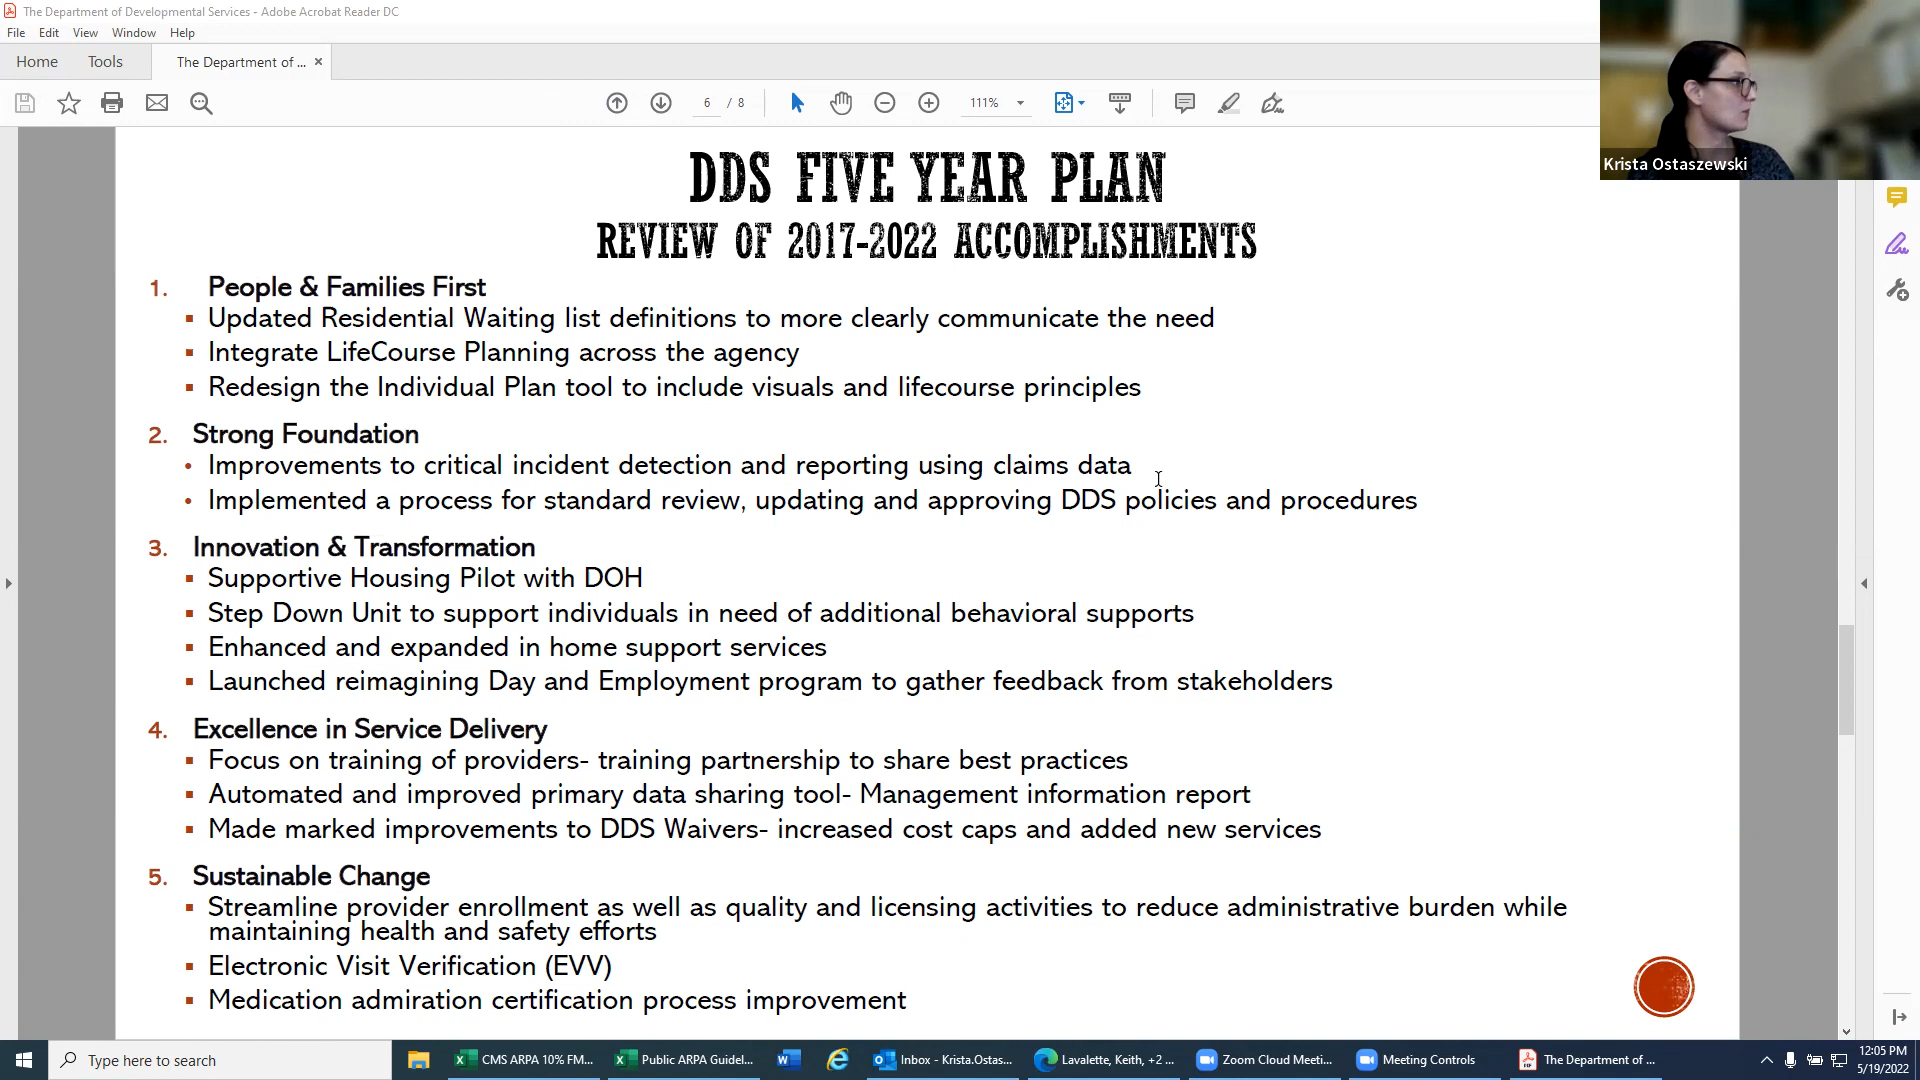 The Department of Developmental Services - Adobe Acrobat Reader DC
File Edit View Window Help
Home Tools The Department of ... ×
6 / 8 111%
Krista Ostaszewski
DDS FIVE YEAR PLAN
REVIEW OF 2017-2022 ACCOMPLISHMENTS
1. People & Families First
▪ Updated Residential Waiting list definitions to more clearly communicate the need
▪ Integrate LifeCourse Planning across the agency
▪ Redesign the Individual Plan tool to include visuals and lifecourse principles
2. Strong Foundation
• Improvements to critical incident detection and reporting using claims data
• Implemented a process for standard review, updating and approving DDS policies and procedures
3. Innovation & Transformation
▪ Supportive Housing Pilot with DOH
▪ Step Down Unit to support individuals in need of additional behavioral supports
▪ Enhanced and expanded in home support services
▪ Launched reimagining Day and Employment program to gather feedback from stakeholders
4. Excellence in Service Delivery
▪ Focus on training of providers- training partnership to share best practices
▪ Automated and improved primary data sharing tool- Management information report
▪ Made marked improvements to DDS Waivers- increased cost caps and added new services
5. Sustainable Change
▪ Streamline provider enrollment as well as quality and licensing activities to reduce administrative burden while
maintaining health and safety efforts
▪ Electronic Visit Verification (EVV)
▪ Medication admiration certification process improvement
Type here to search
CMS ARPA 10% FM... Public ARPA Guidel... Inbox - Krista.Ostas... Lavalette, Keith, +2 ... Zoom Cloud Meeti... Meeting Controls The Department of ...
12:05 PM
5/19/2022